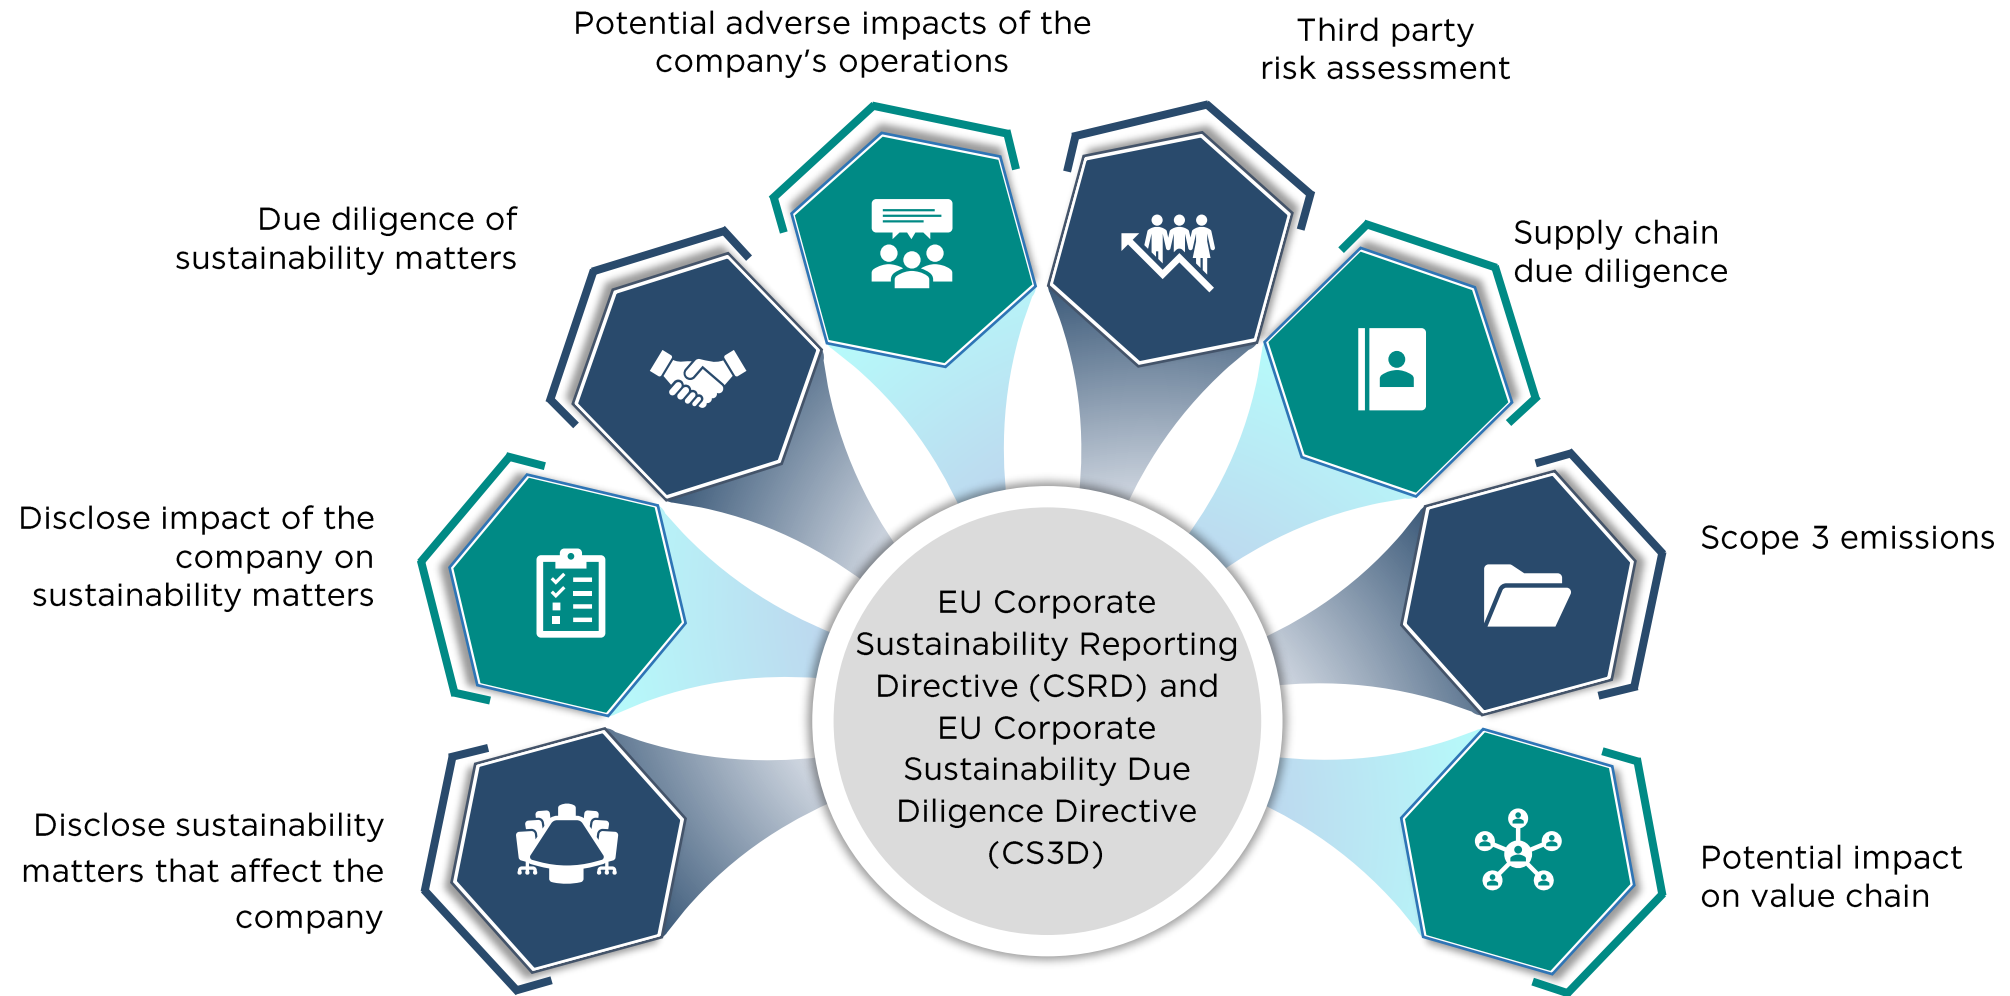 Potential adverse impacts of the
company's operations
Third party
risk assessment
Due diligence of
sustainability matters
Supply chain
due diligence
Disclose impact of the
company on
sustainability matters
Scope 3 emissions
EU Corporate
Sustainability Reporting
Directive (CSRD) and
EU Corporate
Sustainability Due
Diligence Directive
(CS3D)
Disclose sustainability
matters that affect the
company
Potential impact
on value chain